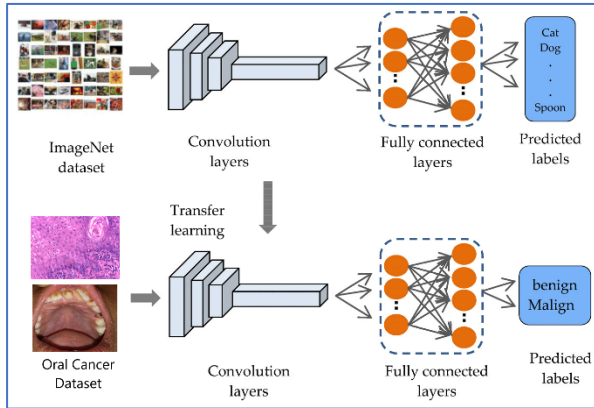 Cat
Dog
.
.
.
Spoon
ImageNet
dataset
Convolution
layers
Fully connected
layers
Predicted
labels
Transfer
learning
benign
Malign
Oral Cancer
Dataset
Convolution
layers
Fully connected
layers
Predicted
labels